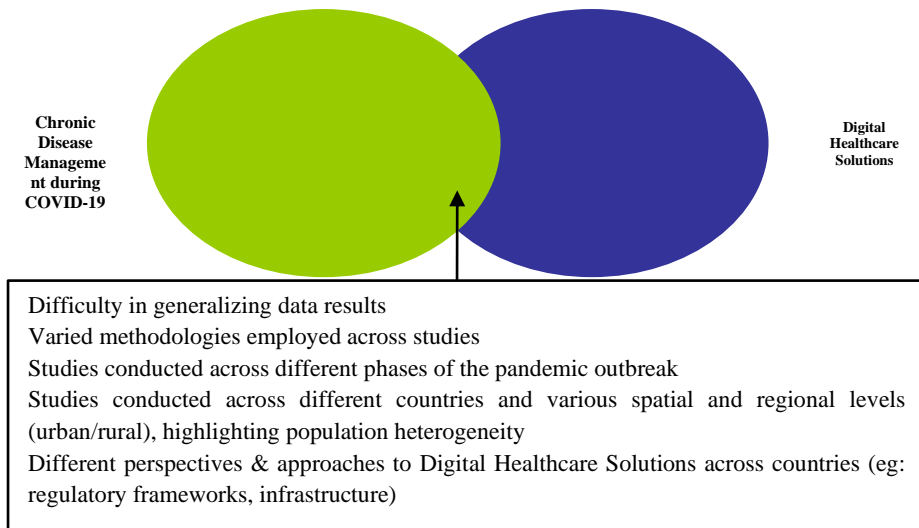 Chronic
Disease
Manageme
nt during
COVID-19
Digital
Healthcare
Solutions
Difficulty in generalizing data results
Varied methodologies employed across studies
Studies conducted across different phases of the pandemic outbreak
Studies conducted across different countries and various spatial and regional levels
(urban/rural), highlighting population heterogeneity
Different perspectives & approaches to Digital Healthcare Solutions across countries (eg:
regulatory frameworks, infrastructure)